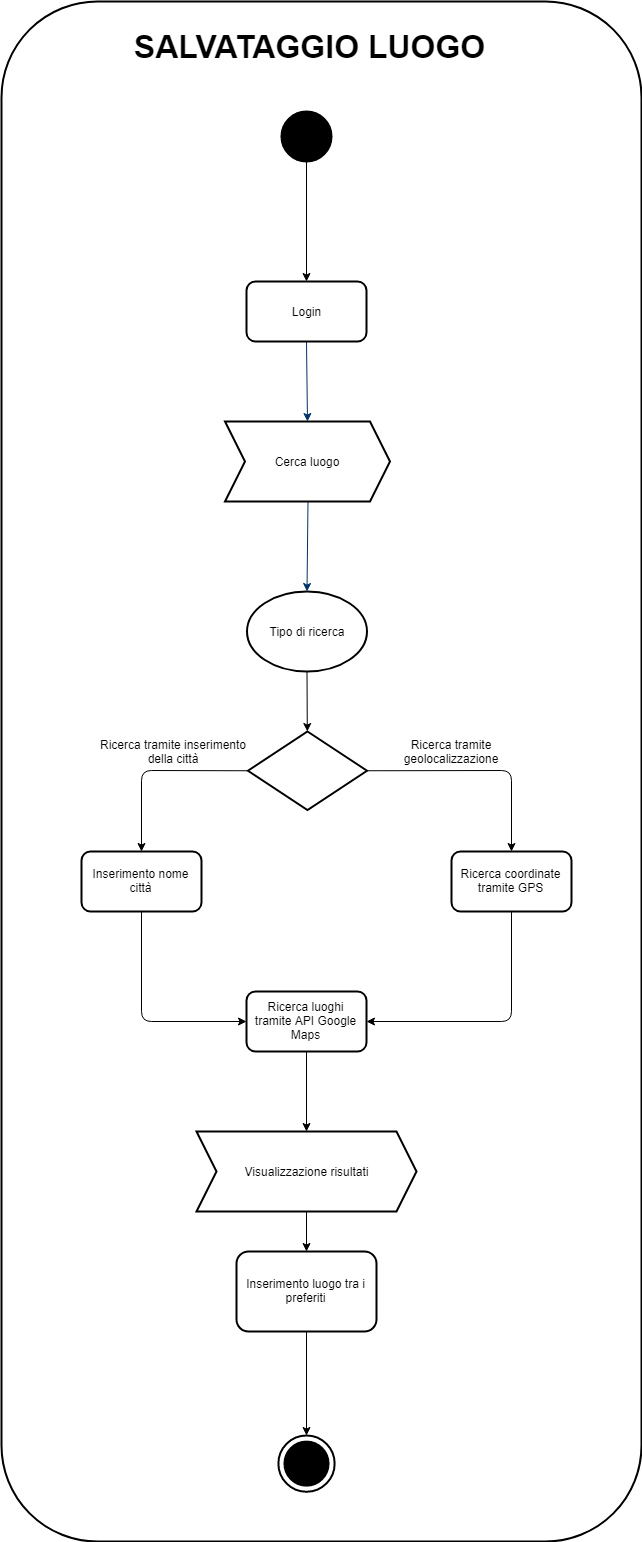 SALVATAGGIO LUOGO
Login
Cerca luogo
Tipo di ricerca
Ricerca tramite inserimento
della città
Ricerca tramite
geolocalizzazione
Inserimento nome
città
Ricerca coordinate
tramite GPS
Ricerca luoghi
tramite API Google
Maps
Visualizzazione risultati
Inserimento luogo tra i
preferiti